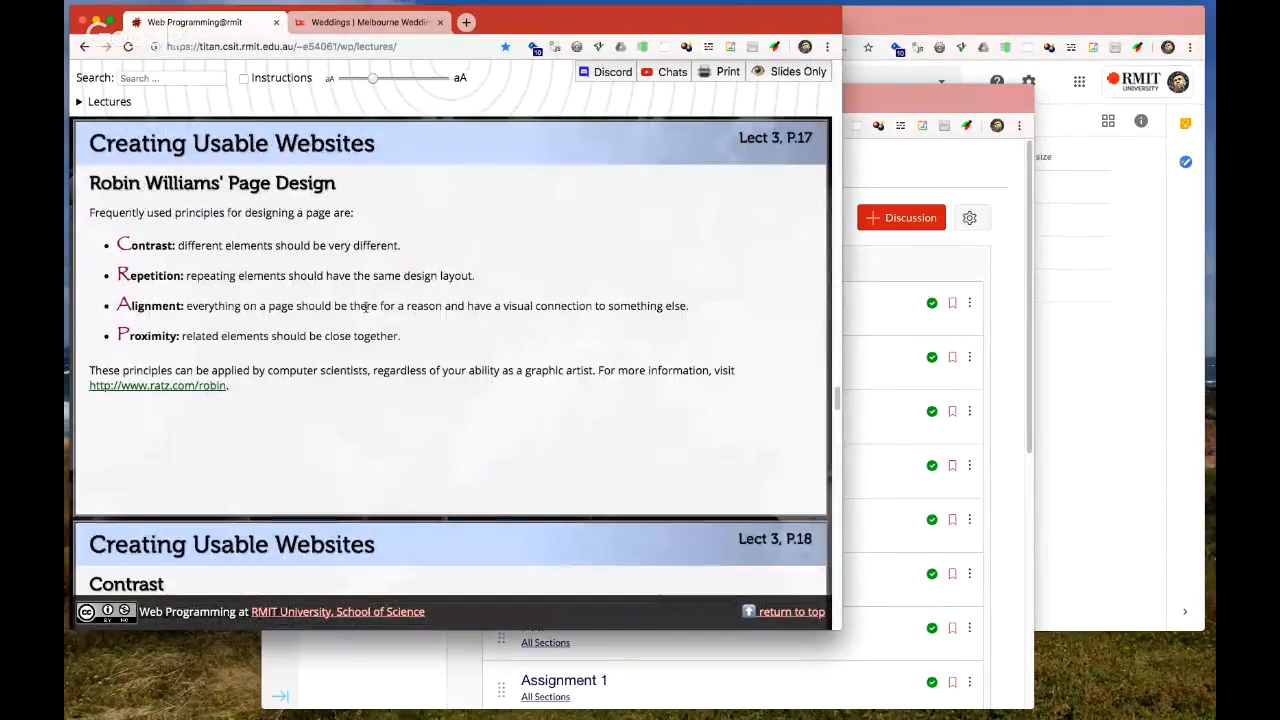 Web Programming@rmit
Weddings | Melbourne Weddin
https://titan.csit.rmit.edu.au/~e54061/wp/lectures/
10
10
Search: Search ...
Instructions
aA
aA
Discord
Chats
Print
Slides Only
Lectures
RMIT
UNIVERSITY
size
Creating Usable Websites
Lect 3, P.17
Robin Williams' Page Design
Frequently used principles for designing a page are:
Contrast: different elements should be very different.
Repetition: repeating elements should have the same design layout.
Alignment: everything on a page should be there for a reason and have a visual connection to something else.
Proximity: related elements should be close together.
These principles can be applied by computer scientists, regardless of your ability as a graphic artist. For more information, visit
http://www.ratz.com/robin.
Discussion
Creating Usable Websites
Lect 3, P.18
Contrast
Web Programming at RMIT University, School of Science
return to top
All Sections
Assignment 1
All Sections